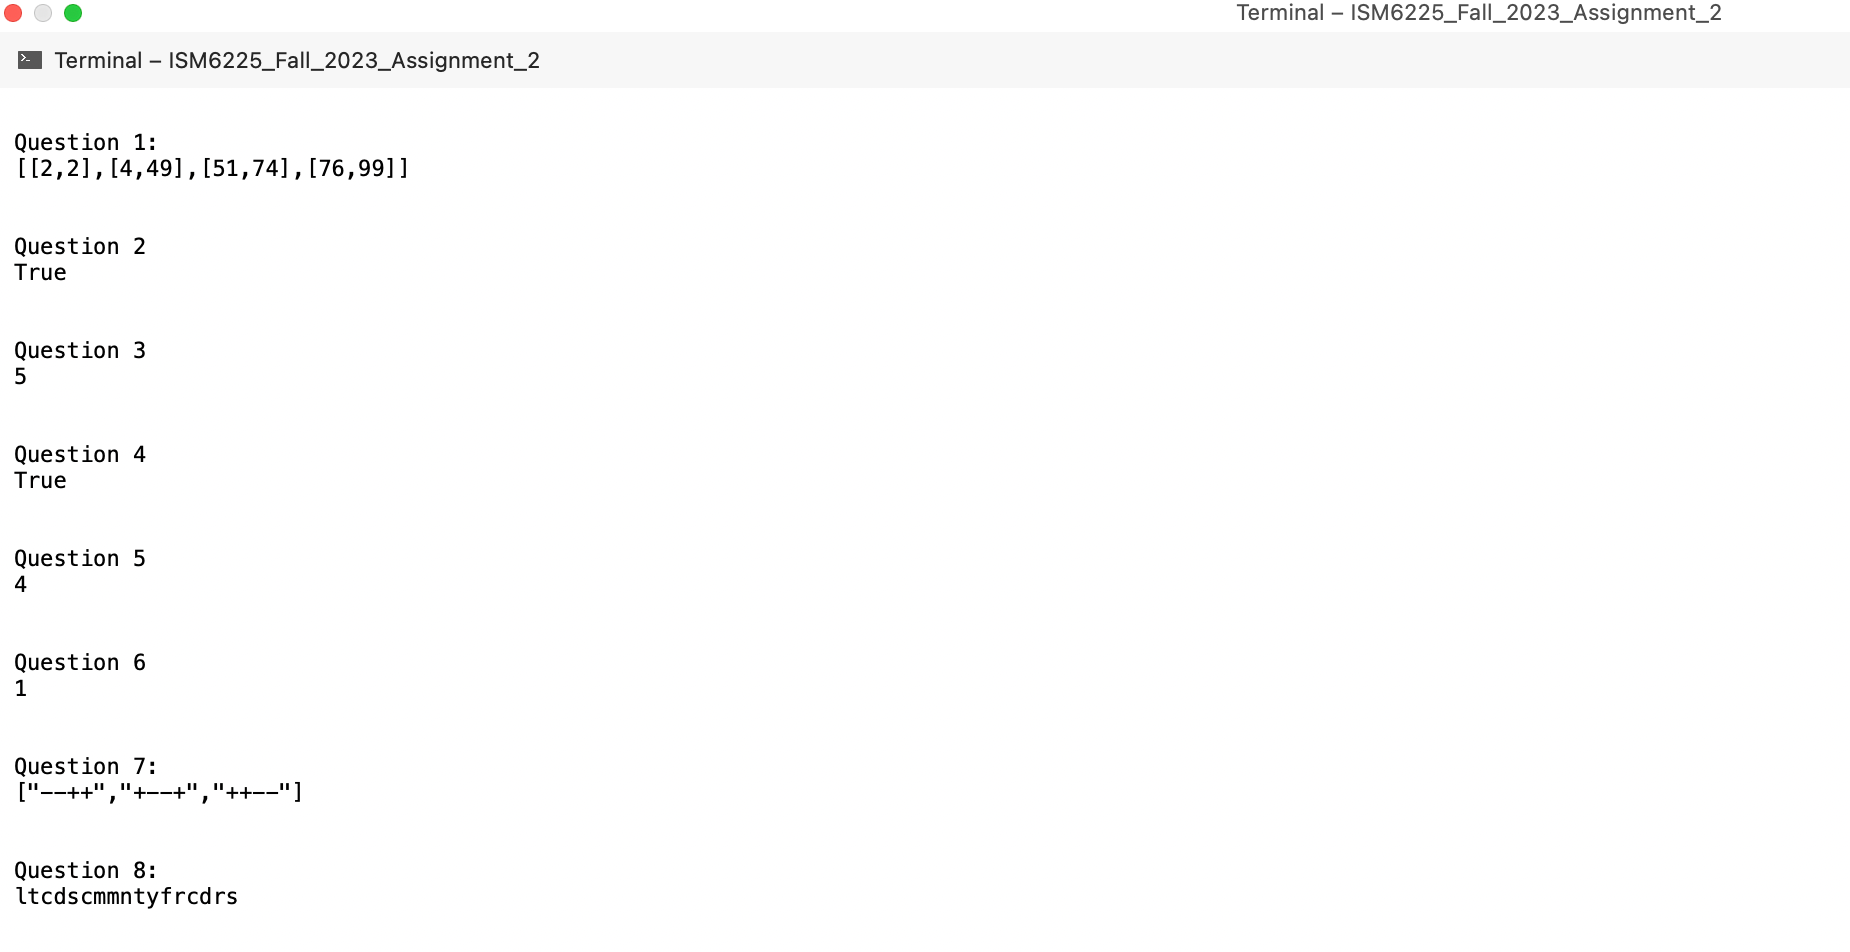 Terminal – ISM6225_Fall_2023_Assignment_2
Terminal – ISM6225_Fall_2023_Assignment_2
Question 1:
[[2,2],[4,49],[51,74],[76,99]]
Question 2
True
Question 3
5
Question 4
True
Question 5
4
Question 6
1
Question 7:
["--++","+--+","++--"]
Question 8:
ltcdscmmntyfrcdrs